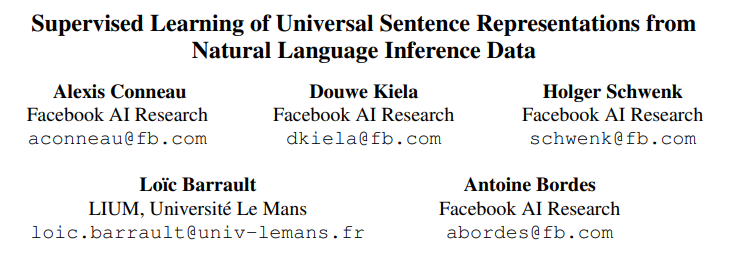 Supervised Learning of Universal Sentence Representations from
Natural Language Inference Data
Alexis Conneau Douwe Kiela Holger Schwenk
Facebook AI Research Facebook AI Research Facebook AI Research
aconneau@fb.com dkiela@fb.com schwenk@fb.com
Loïc Barrault Antoine Bordes
LIUM, Université Le Mans Facebook AI Research
loic.barrault@univ-lemans.fr abordes@fb.com